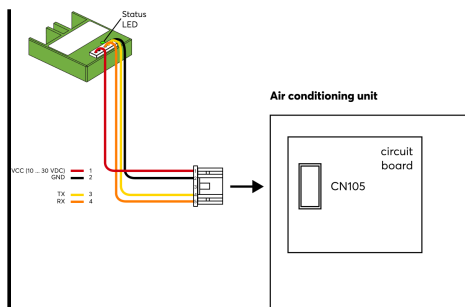 Status
LED
Air conditioning unit
circuit
board
CN105
VCC (10 ... 30 VDC) 1
GND 2
TX 3
RX 4